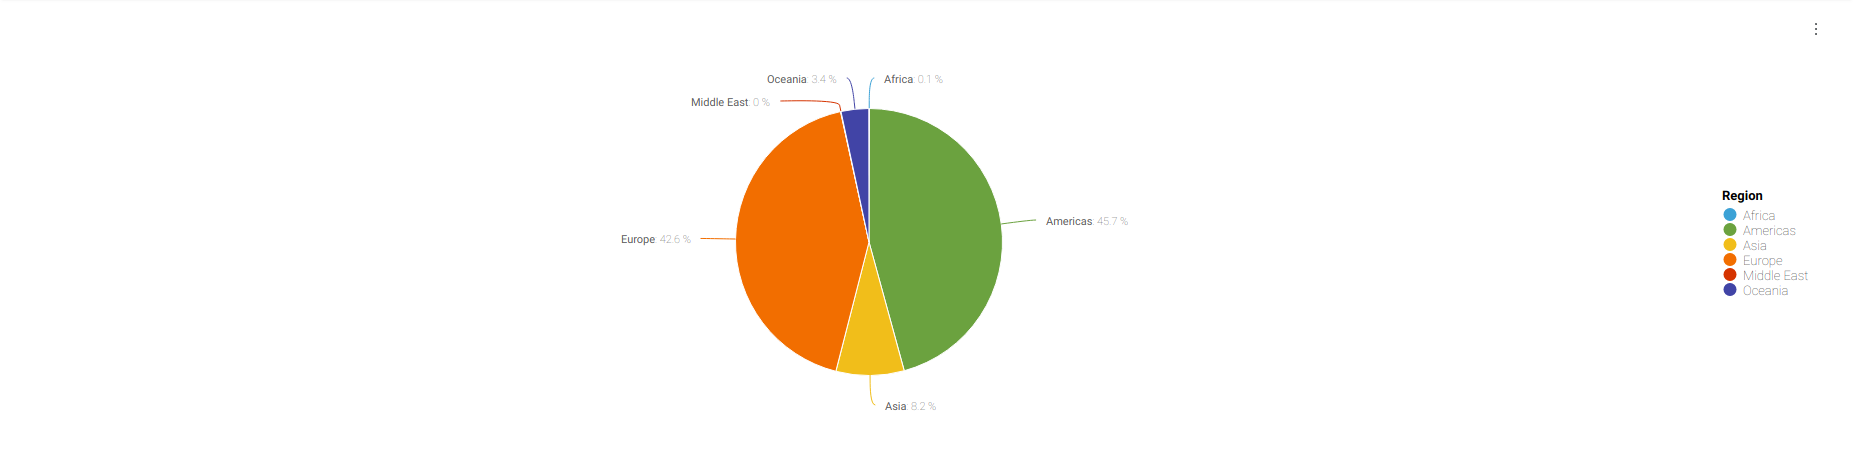 Oceania: 3.4 %
Africa: 0.1 %
Middle East: 0 %
Europe: 42.6 %
Americas: 45.7 %
Asia: 8.2 %
Region
Africa
Americas
Asia
Europe
Middle East
Oceania